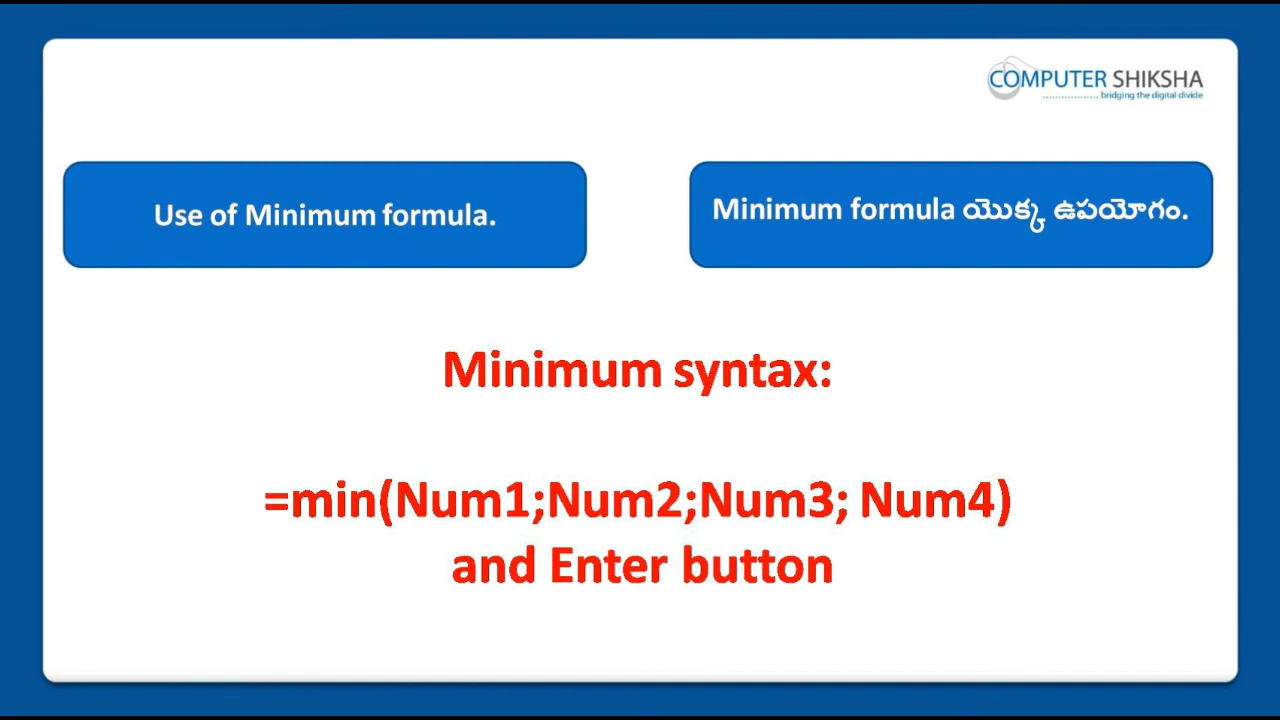 COMPUTER SHIKSHA
.................. bridging the digital divide
Use of Minimum formula.
Minimum formula యొక్క ఉపయోగం.
Minimum syntax:
=min(Num1;Num2;Num3; Num4)
and Enter button